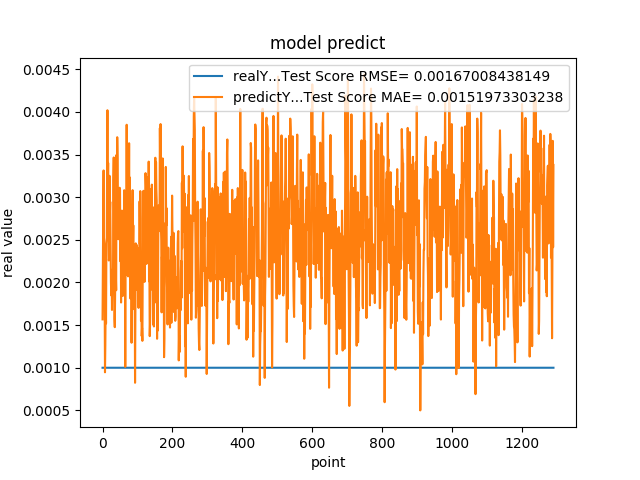 model predict
realY...Test Score RMSE= 0.00167008438149
predictY...Test Score MAE= 0.00151973303238
real value
0.0045
0.0040
0.0035
0.0030
0.0025
0.0020
0.0015
0.0010
0.0005
0 200 400 600 800 1000 1200
point